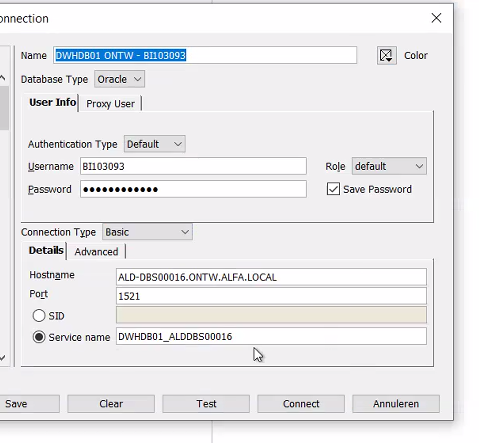 onnection
Name DWHDB01 ONTW - BI103093 Color
Database Type Oracle
User Info Proxy User
Authentication Type Default
Username BI103093 Role default
Password ●●●●●●●●●●●● Save Password
Connection Type Basic
Details Advanced
Hostname ALD-DBS00016.ONTW.ALFA.LOCAL
Port 1521
SID
Service name DWHDB01_ALDDBS00016
Save Clear Test Connect Annuleren